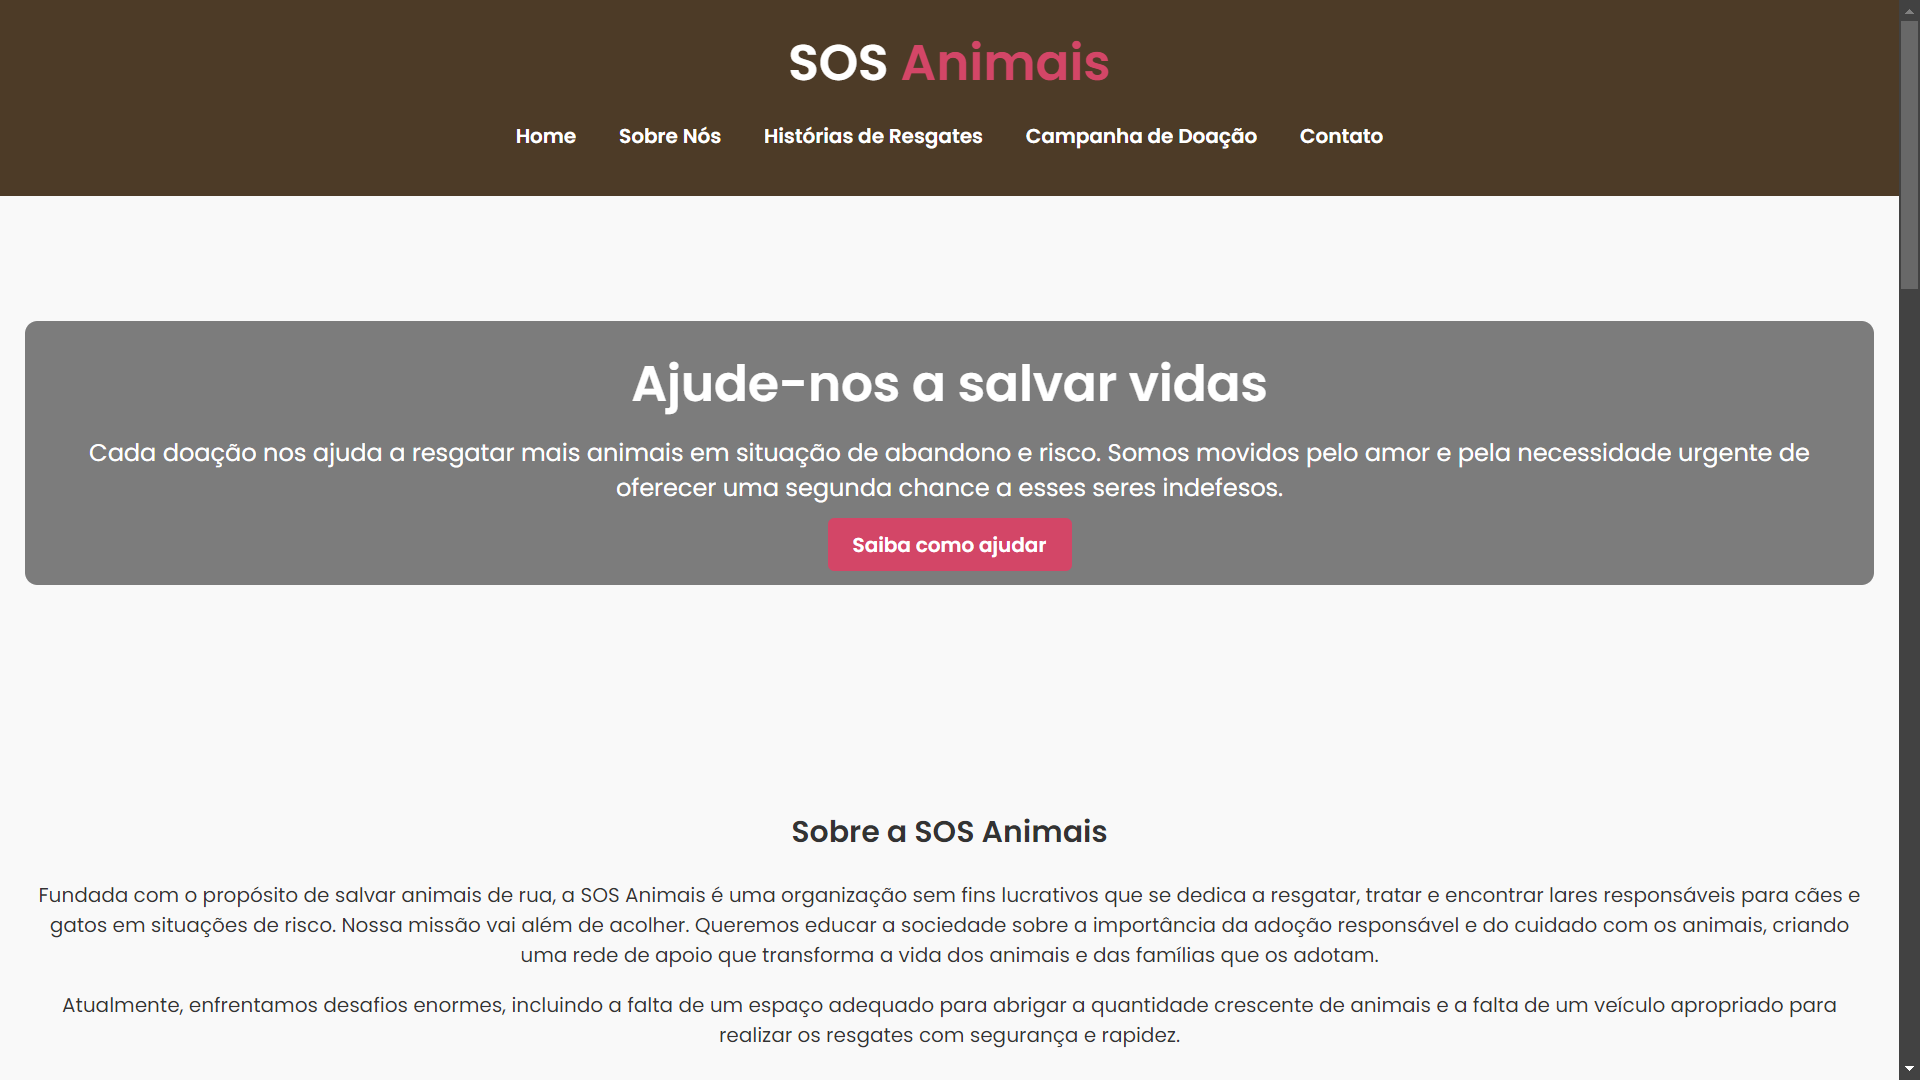 SOS Animais
Home Sobre Nós Histórias de Resgates Campanha de Doação Contato
Ajude-nos a salvar vidas
Cada doação nos ajuda a resgatar mais animais em situação de abandono e risco. Somos movidos pelo amor e pela necessidade urgente de
oferecer uma segunda chance a esses seres indefesos.
Saiba como ajudar
Sobre a SOS Animais
Fundada com o propósito de salvar animais de rua, a SOS Animais é uma organização sem fins lucrativos que se dedica a resgatar, tratar e encontrar lares responsáveis para cães e
gatos em situações de risco. Nossa missão vai além de acolher. Queremos educar a sociedade sobre a importância da adoção responsável e do cuidado com os animais, criando
uma rede de apoio que transforma a vida dos animais e das famílias que os adotam.
Atualmente, enfrentamos desafios enormes, incluindo a falta de um espaço adequado para abrigar a quantidade crescente de animais e a falta de um veículo apropriado para
realizar os resgates com segurança e rapidez.